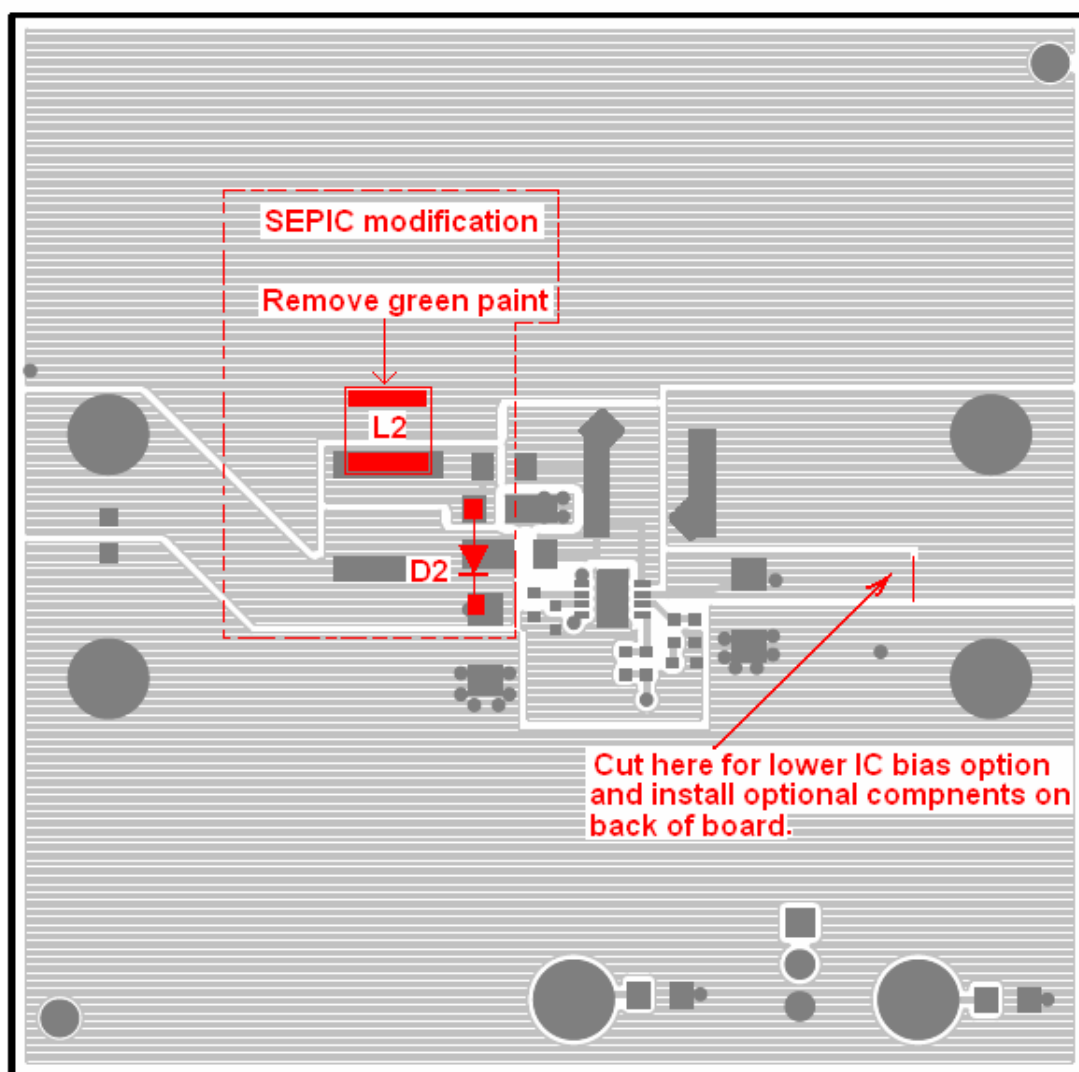 SEPIC modification
Remove green paint
L2
D2
Cut here for lower IC bias option
and install optional compnents on
back of board.